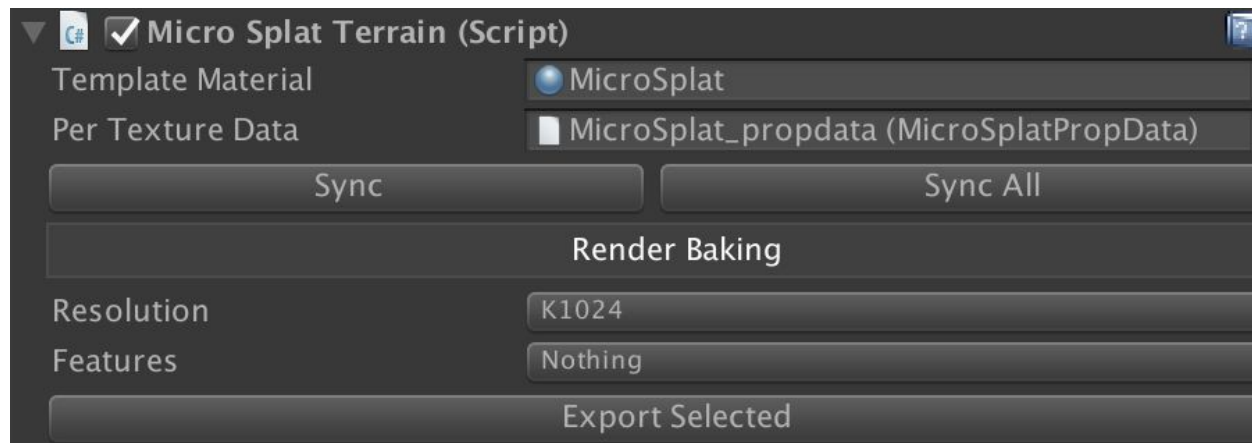 C# Micro Splat Terrain (Script) ?
Template Material MicroSplat
Per Texture Data MicroSplat_propdata (MicroSplatPropData)
Sync Sync All
Render Baking
Resolution K1024
Features Nothing
Export Selected